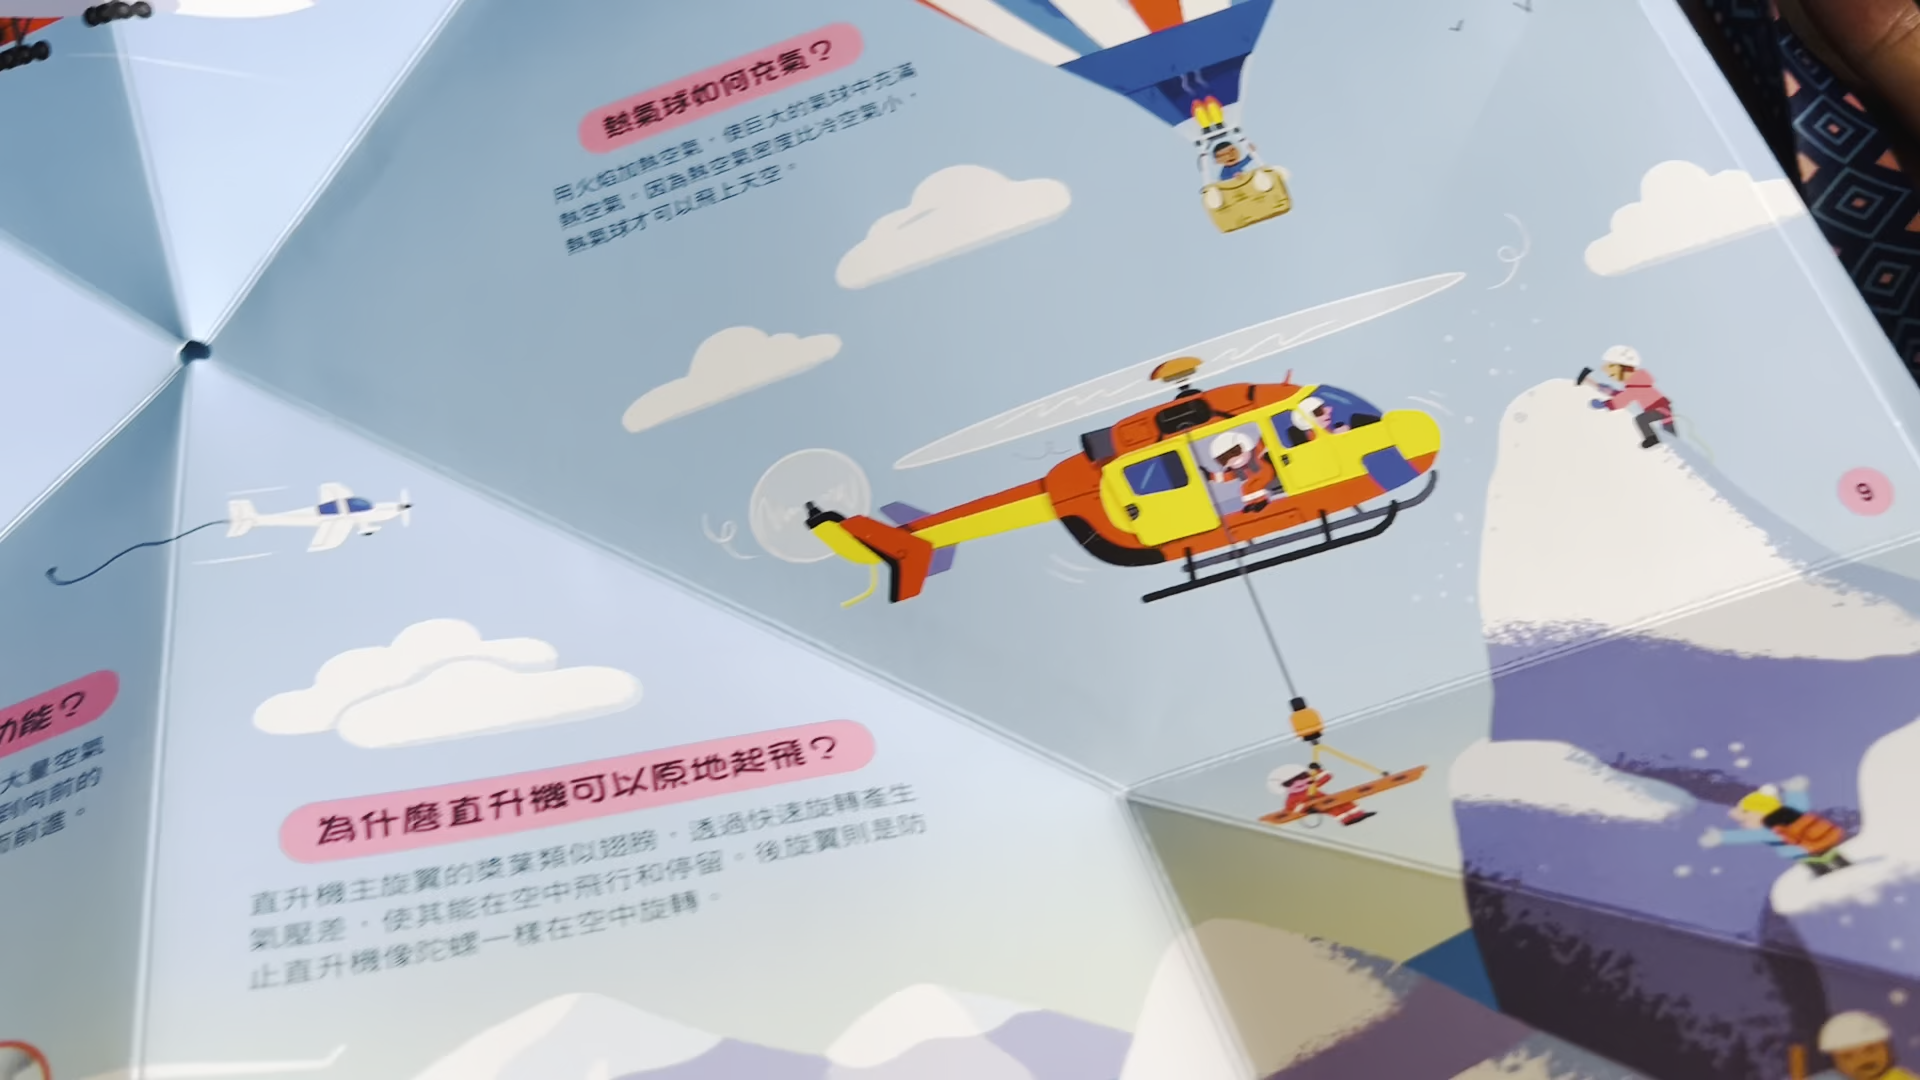 熱氣球如何充氣？
用火焰加熱空氣，使巨大的氣球中充滿
熱空氣。因為熱空氣密度比冷空氣小，
熱氣球才可以飛上天空。
9
功能？
大量空氣
到向前的
而前進。
為什麼直升機可以原地起飛？
直升機主旋翼的槳葉類似翅膀，透過快速旋轉產生
氣壓差，使其能在空中飛行和停留。後旋翼則是防
止直升機像陀螺一樣在空中旋轉。